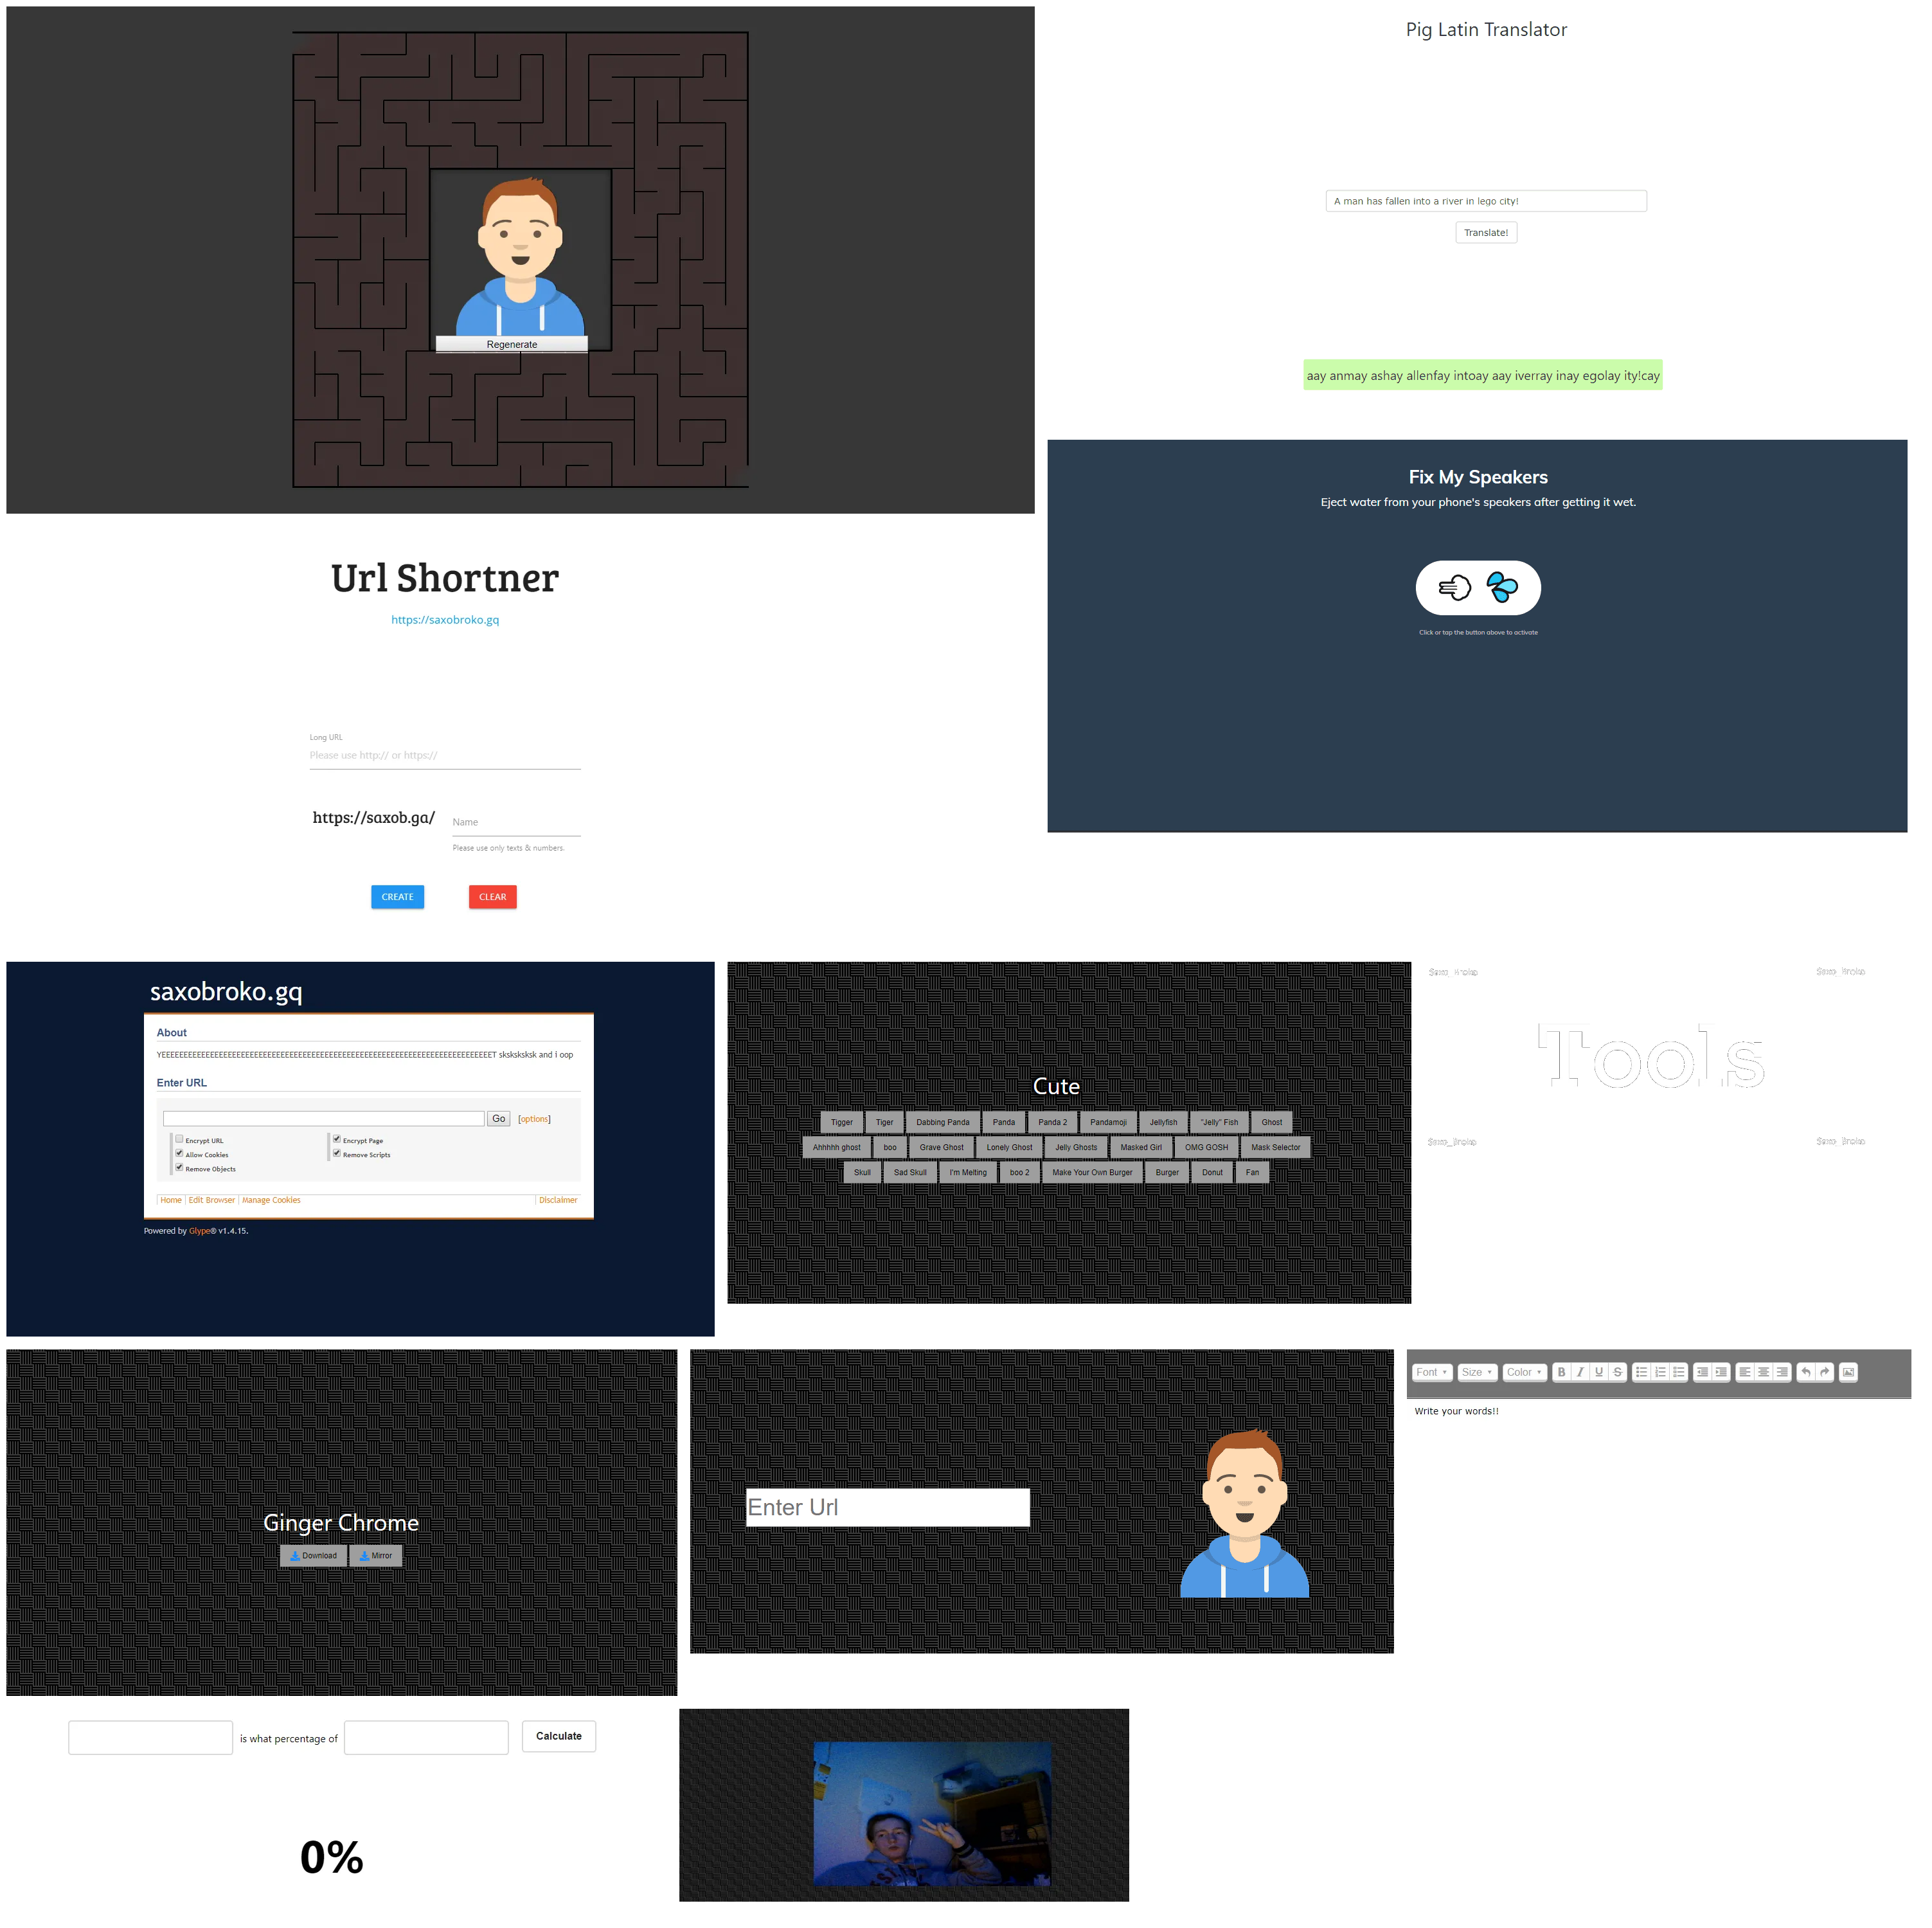 Regenerate
Pig Latin Translator
A man has fallen into a river in lego city!
Translate!
aay anmay ashay allenfay intoay aay iverray inay egolay ity!cay
Fix My Speakers
Eject water from your phone's speakers after getting it wet.
Click or tap the button above to activate
Url Shortner
https://saxobroko.gq
Long URL
Please use http:// or https://
https://saxob.ga/ Name
Please use only texts & numbers.
CREATE CLEAR
saxobroko.gq
About
YEEEEEEEEEEEEEEEEEEEEEEEEEEEEEEEEEEEEEEEEEEEEEEEEEEEEEEEEEEEEEEEEEEEEEEEEEEET sksksksksk and i oop
Enter URL
Go [options]
Encrypt URL Encrypt Page
Allow Cookies Remove Scripts
Remove Objects
Home Edit Browser Manage Cookies Disclaimer
Powered by Glype® v1.4.15.
Cute
Tigger Tiger Dabbing Panda Panda Panda 2 Pandamoji Jellyfish "Jelly" Fish Ghost
Ahhhhh ghost boo Grave Ghost Lonely Ghost Jelly Ghosts Masked Girl OMG GOSH Mask Selector
Skull Sad Skull I'm Melting boo 2 Make Your Own Burger Burger Donut Fan
Saxo_Broko Saxo_Broko
Tools
Saxo_Broko Saxo_Broko
Ginger Chrome
Download Mirror
Enter Url
Font Size Color B I U S
Write your words!!
is what percentage of Calculate
0%